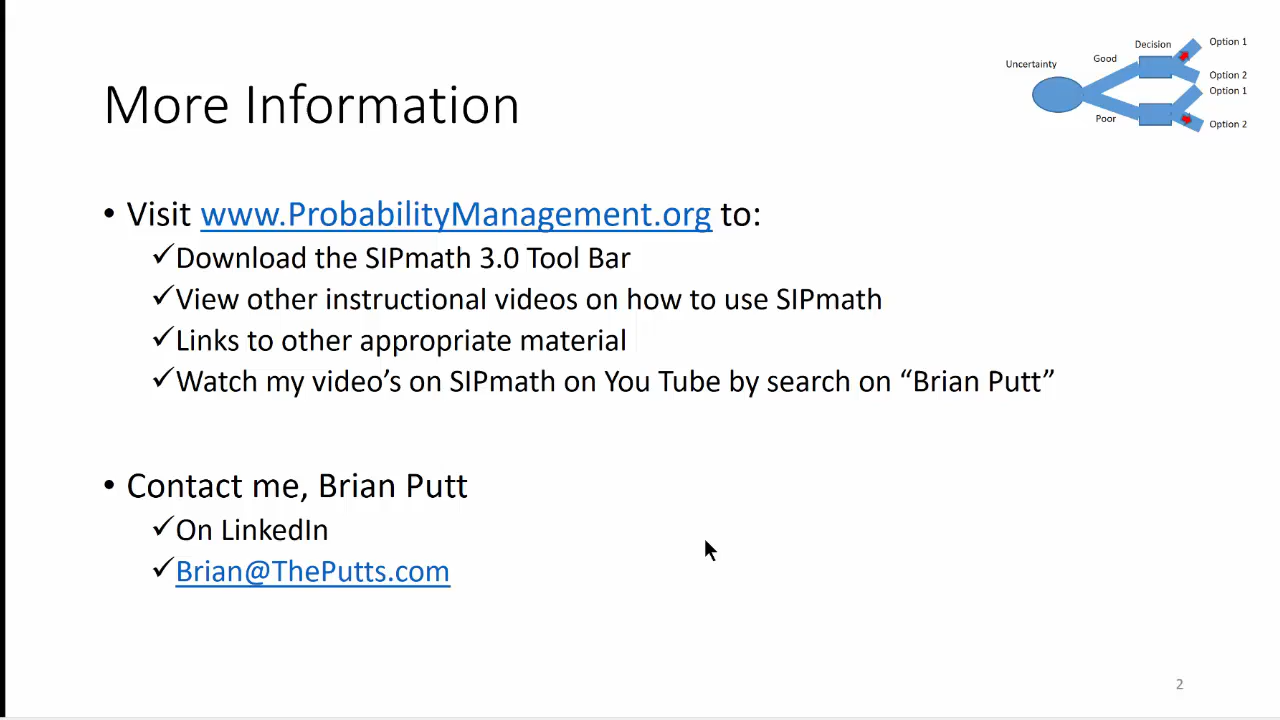 More Information
Uncertainty
Good
Poor
Decision
Option 1
Option 2
Option 1
Option 2
• Visit www.ProbabilityManagement.org to:
✓Download the SIPmath 3.0 Tool Bar
✓View other instructional videos on how to use SIPmath
✓Links to other appropriate material
✓Watch my video’s on SIPmath on You Tube by search on “Brian Putt”
• Contact me, Brian Putt
✓On LinkedIn
✓Brian@ThePutts.com
2